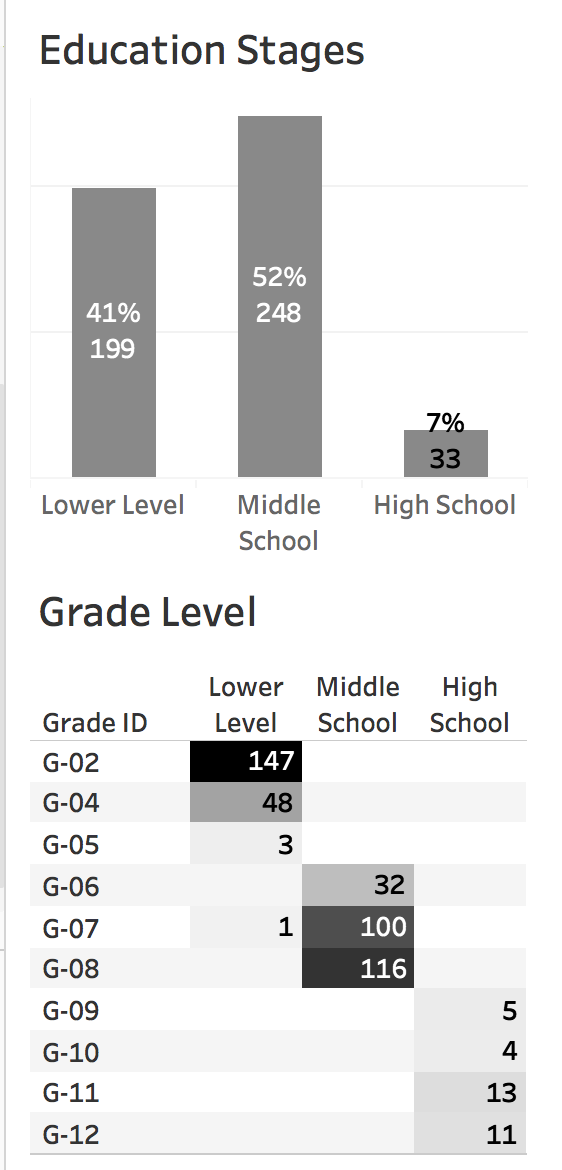 Education Stages
41%
199
52%
248
7%
33
Lower Level
Middle
School
High School
Grade Level
Grade ID
Lower
Level
Middle
School
High
School
G-02 147
G-04 48
G-05 3
G-06 32
G-07 1 100
G-08 116
G-09 5
G-10 4
G-11 13
G-12 11